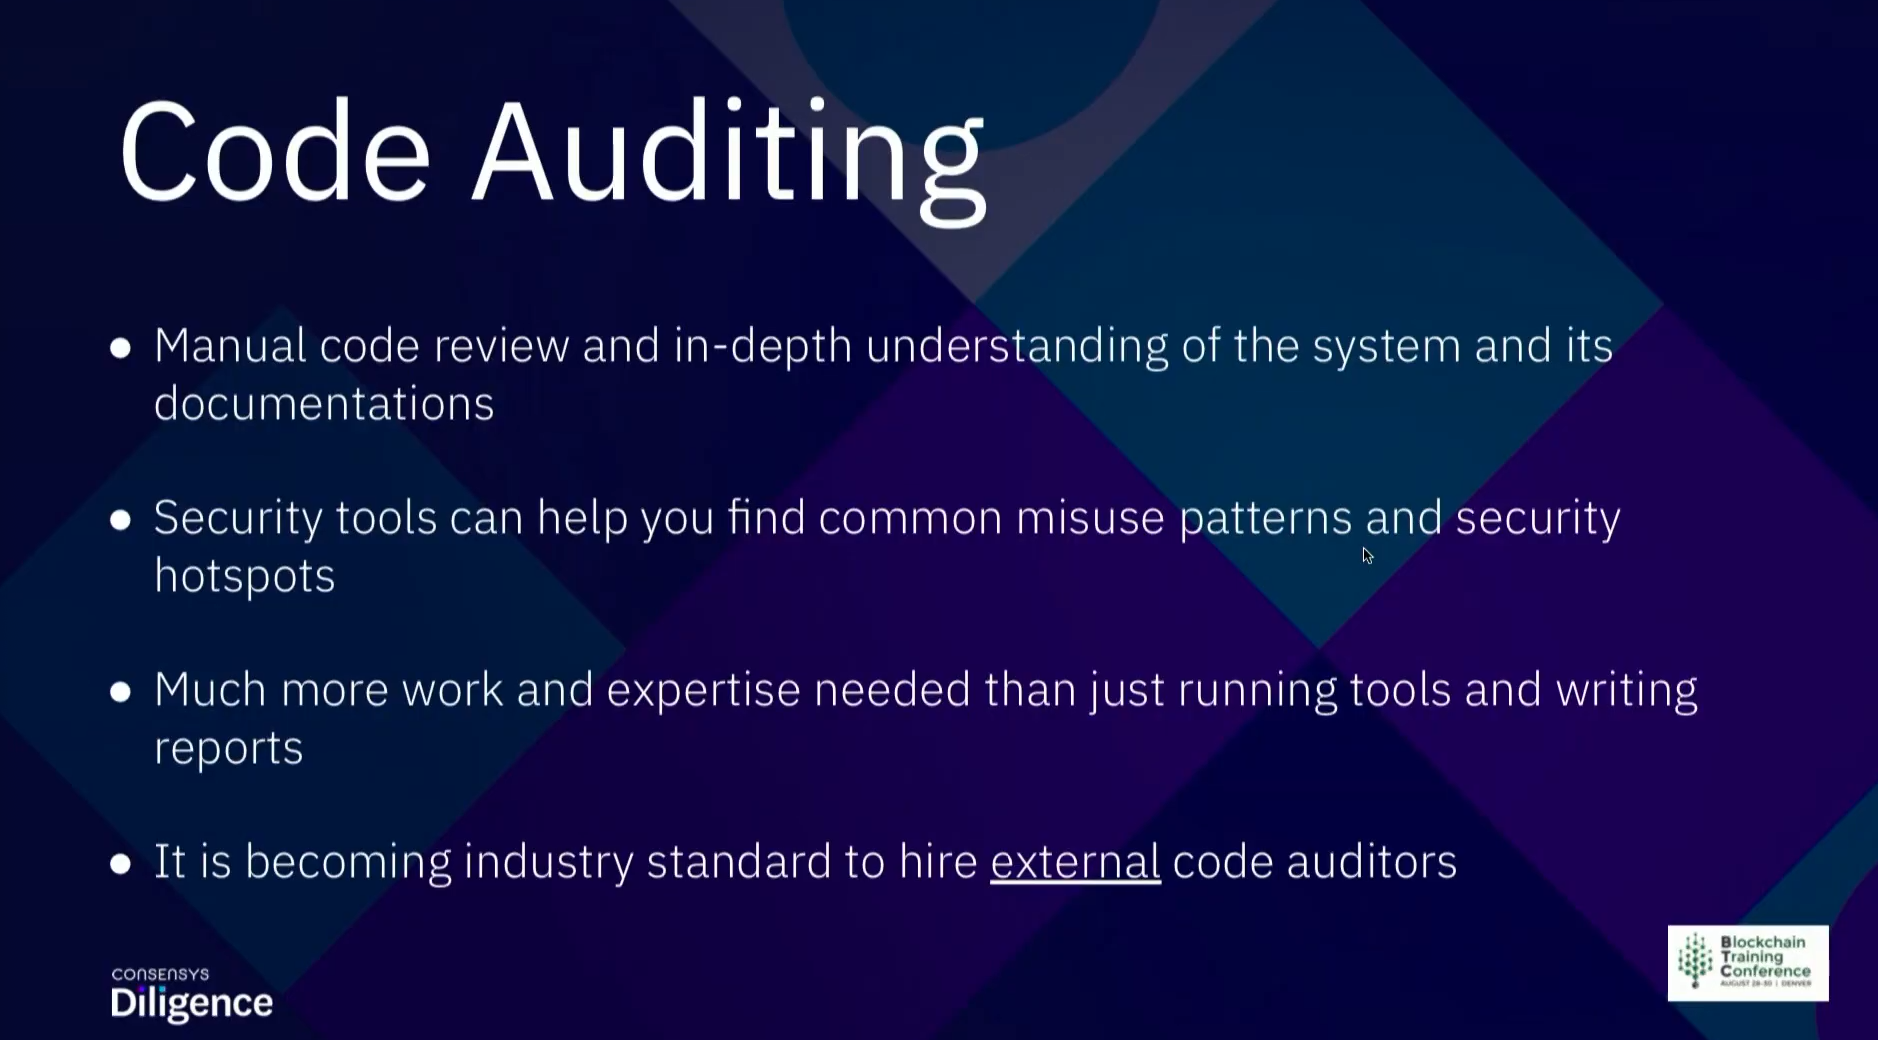 Code Auditing
● Manual code review and in-depth understanding of the system and its
documentations
● Security tools can help you find common misuse patterns and security
hotspots
● Much more work and expertise needed than just running tools and writing
reports
● It is becoming industry standard to hire external code auditors
CONSENSYS
Diligence
Blockchain
Training
Conference
AUGUST 28-30 | DENVER